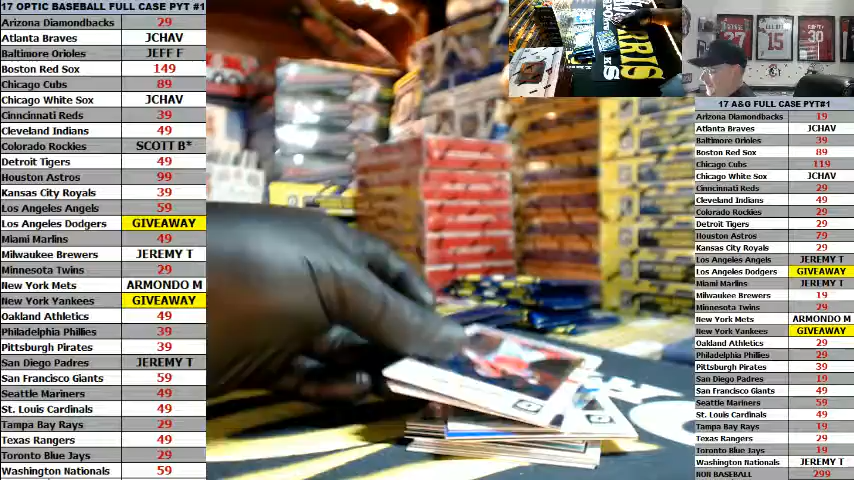 17 OPTIC BASEBALL FULL CASE PYT #1
Arizona Diamondbacks 29
Atlanta Braves JCHAV
Baltimore Orioles JEFF F
Boston Red Sox 149
Chicago Cubs 89
Chicago White Sox JCHAV
Cinncinnati Reds 39
Cleveland Indians 49
Colorado Rockies SCOTT B*
Detroit Tigers 49
Houston Astros 99
Kansas City Royals 39
Los Angeles Angels 59
Los Angeles Dodgers GIVEAWAY
Miami Marlins 49
Milwaukee Brewers JEREMY T
Minnesota Twins 29
New York Mets ARMONDO M
New York Yankees GIVEAWAY
Oakland Athletics 49
Philadelphia Phillies 39
Pittsburgh Pirates 39
San Diego Padres JEREMY T
San Francisco Giants 59
Seattle Mariners 49
St. Louis Cardinals 49
Tampa Bay Rays 29
Texas Rangers 49
Toronto Blue Jays 29
Washington Nationals 59
15
30
17 A&G FULL CASE PYT#1
Arizona Diamondbacks 19
Atlanta Braves JCHAV
Baltimore Orioles 39
Boston Red Sox 89
Chicago Cubs 119
Chicago White Sox JCHAV
Cinncinnati Reds 29
Cleveland Indians 49
Colorado Rockies 29
Detroit Tigers 29
Houston Astros 79
Kansas City Royals 29
Los Angeles Angels JEREMY T
Los Angeles Dodgers GIVEAWAY
Miami Marlins JEREMY T
Milwaukee Brewers 19
Minnesota Twins 29
New York Mets ARMONDO M
New York Yankees GIVEAWAY
Oakland Athletics 29
Philadelphia Phillies 29
Pittsburgh Pirates 39
San Diego Padres 19
San Francisco Giants 49
Seattle Mariners 59
St. Louis Cardinals 49
Tampa Bay Rays 19
Texas Rangers 29
Toronto Blue Jays 19
Washington Nationals JEREMY T
NON BASEBALL 299